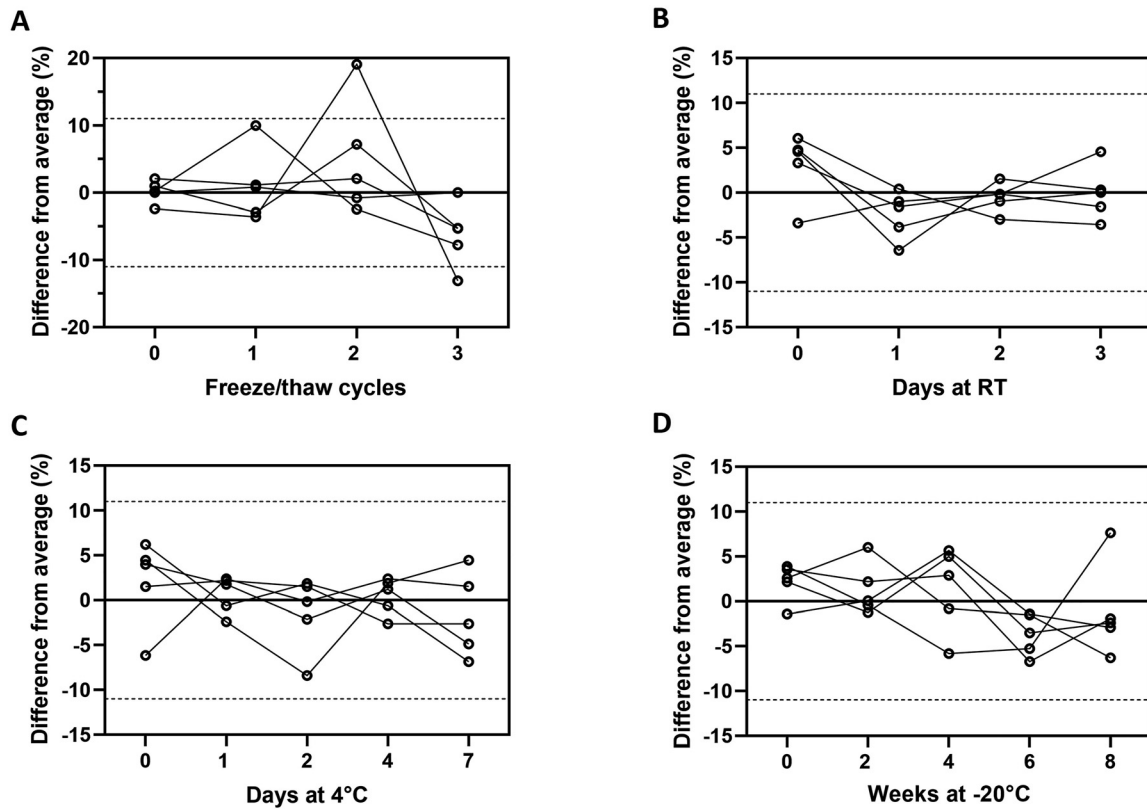 A
Difference from average (%)
20
10
0
-10
-20
0 1 2 3
Freeze/thaw cycles
B
Difference from average (%)
15
10
5
0
-5
-10
-15
0 1 2 3
Days at RT
C
Difference from average (%)
15
10
5
0
-5
-10
-15
0 1 2 4 7
Days at 4°C
D
Difference from average (%)
15
10
5
0
-5
-10
-15
0 2 4 6 8
Weeks at -20°C